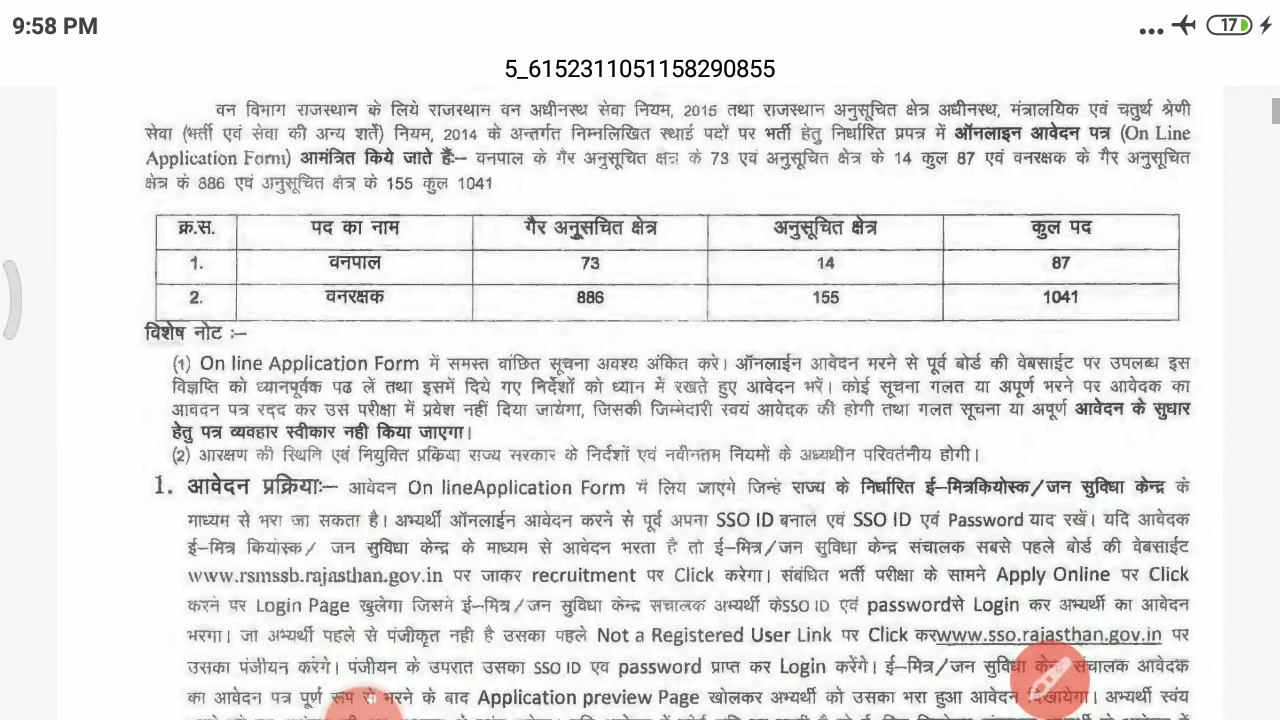 9:58 PM
17
5_6152311051158290855
वन विभाग राजस्थान के लिये राजस्थान वन अधीनस्थ सेवा नियम, 2015 तथा राजस्थान अनुसूचित क्षेत्र अधीनस्थ, मंत्रालयिक एवं चतुर्थ श्रेणी
सेवा (भर्ती एवं सेवा की अन्य शर्तें) नियम, 2014 के अन्तर्गत निम्नलिखित स्थाई पदों पर भर्ती हेतु निर्धारित प्रपत्र में ऑनलाइन आवेदन पत्र (On Line
Application Form) आमंत्रित किये जाते हैः– वनपाल के गैर अनुसूचित क्षेत्र के 73 एवं अनुसूचित क्षेत्र के 14 कुल 87 एवं वनरक्षक के गैर अनुसूचित
क्षेत्र के 886 एवं अनुसूचित क्षेत्र के 155 कुल 1041
क्र.स. पद का नाम गैर अनुसूचित क्षेत्र अनुसूचित क्षेत्र कुल पद
1. वनपाल 73 14 87
2. वनरक्षक 886 155 1041
विशेष नोट :–
(1) On line Application Form में समस्त वांछित सूचना अवश्य अंकित करे। ऑनलाईन आवेदन भरने से पूर्व बोर्ड की वेबसाईट पर उपलब्ध इस
विज्ञप्ति को ध्यानपूर्वक पढ लें तथा इसमें दिये गए निर्देशों को ध्यान में रखते हुए आवेदन भरें। कोई सूचना गलत या अपूर्ण भरने पर आवेदक का
आवदन पत्र रद्द कर उस परीक्षा में प्रवेश नहीं दिया जायेगा, जिसकी जिम्मेदारी स्वयं आवेदक की होगी तथा गलत सूचना या अपूर्ण आवेदन के सुधार
हेतु पत्र व्यवहार स्वीकार नही किया जाएगा।
(2) आरक्षण की स्थिति एवं नियुक्ति प्रकिया राज्य सरकार के निर्देशों एवं नवीनतम नियमों के अध्यधीन परिवर्तनीय होगी।
1. आवेदन प्रक्रियाः– आवेदन On lineApplication Form में लिय जाएंगे जिन्हे राज्य के निर्धारित ई–मित्रकियोस्क/जन सुविधा केन्द्र के
माध्यम से भरा जा सकता है। अभ्यर्थी ऑनलाईन आवेदन करने से पूर्व अपना SSO ID बनाल एवं SSO ID एवं Password याद रखें। यदि आवेदक
ई–मित्र कियोस्क/ जन सुविधा केन्द्र के माध्यम से आवेदन भरता है तो ई–मित्र/जन सुविधा केन्द्र संचालक सबसे पहले बोर्ड की वेबसाईट
www.rsmssb.rajasthan.gov.in पर जाकर recruitment पर Click करेगा। संबंधित भर्ती परीक्षा के सामने Apply Online पर Click
करने पर Login Page खुलेगा जिसमे ई–मित्र/जन सुविधा केन्द्र सचालक अभ्यर्थी केSSO ID एवं passwordसे Login कर अभ्यर्थी का आवेदन
भरगा। जा अभ्यर्थी पहले से पंजीकृत नही है उसका पहले Not a Registered User Link पर Click करwww.sso.rajasthan.gov.in पर
उसका पंजीयन करेंगे। पंजीयन के उपरात उसका SSO ID एव password प्राप्त कर Login करेंगे। ई–मित्र/जन सुविधा केन्द्र संचालक आवेदक
का आवेदन पत्र पूर्ण रूप से भरने के बाद Application preview Page खोलकर अभ्यर्थी को उसका भरा हुआ आवेदन दिखायेगा। अभ्यर्थी स्वंय